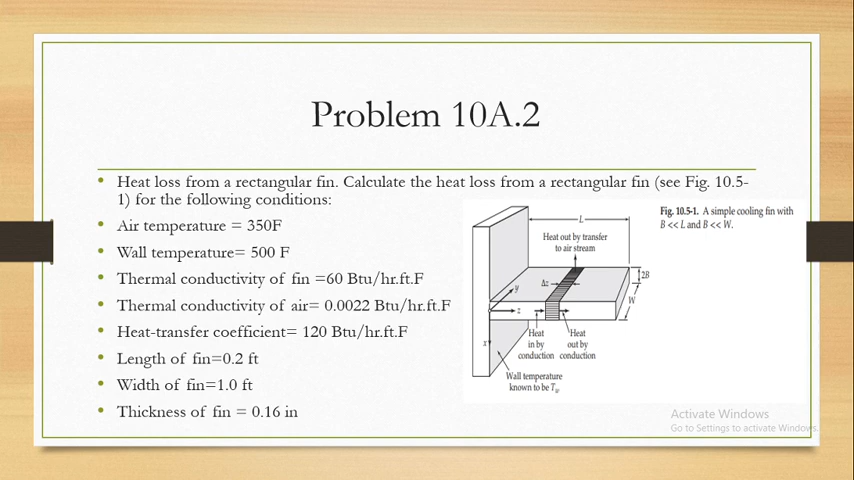 Problem 10A.2
• Heat loss from a rectangular fin. Calculate the heat loss from a rectangular fin (see Fig. 10.5-
1) for the following conditions:
• Air temperature = 350F
• Wall temperature= 500 F
• Thermal conductivity of fin =60 Btu/hr.ft.F
• Thermal conductivity of air= 0.0022 Btu/hr.ft.F
• Heat-transfer coefficient= 120 Btu/hr.ft.F
• Length of fin=0.2 ft
• Width of fin=1.0 ft
• Thickness of fin = 0.16 in
Fig. 10.5-1. A simple cooling fin with
B << L and B << W.
L
Heat out by transfer
to air stream
2B
Δz
y
W
z
Heat
in by
conduction
Heat
out by
conduction
x
Wall temperature
known to be Tw
Activate Windows
Go to Settings to activate Windows.